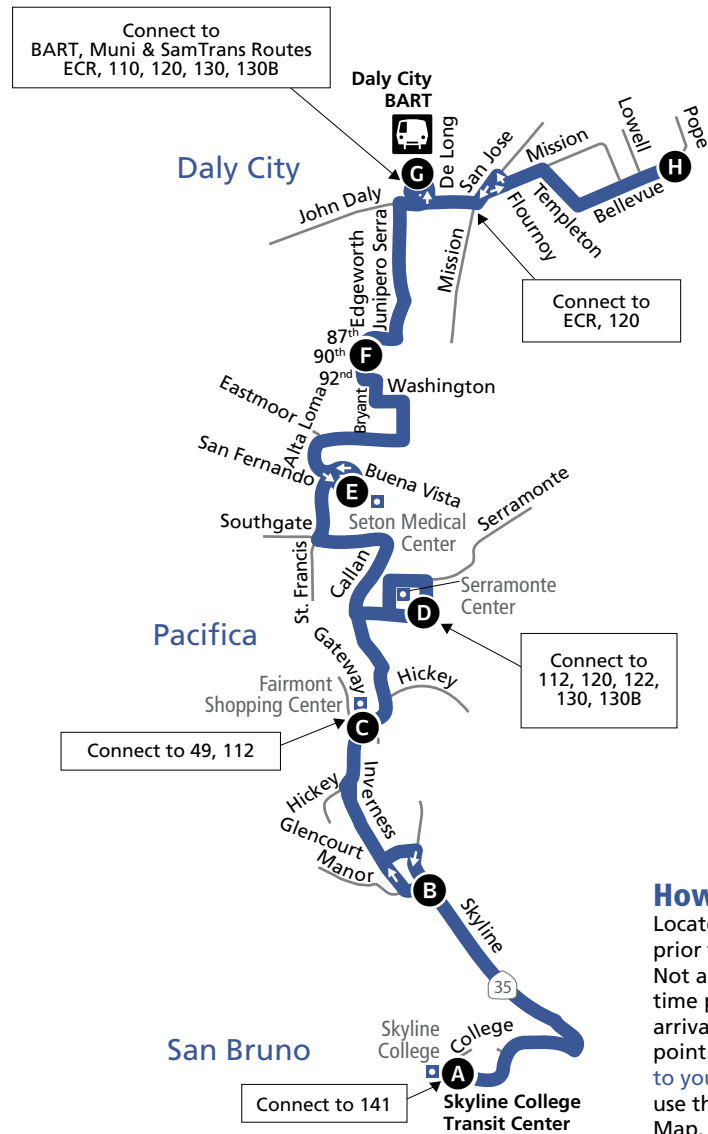 Connect to
BART, Muni & SamTrans Routes
ECR, 110, 120, 130, 130B
Daly City
BART
G
De Long
San Jose
Mission
Lowell
Pope
H
Daly City
John Daly
Flournoy
Templeton
Bellevue
Edgeworth
Junipero Serra
Mission
Connect to
ECR, 120
87th
90th
F
92nd
Washington
Eastmoor
Alta Loma
Bryant
San Fernando
Buena Vista
E
Seton Medical
Center
Serramonte
Southgate
St. Francis
Callan
Serramonte
Center
D
Pacifica
Gateway
Connect to
112, 120, 122,
130, 130B
Fairmont
Shopping Center
Hickey
C
Connect to 49, 112
Hickey
Inverness
Glencourt
Manor
B
Skyline
35
How
Locate
prior
Not a
time p
arriva
point
to you
use th
Map.
San Bruno
Skyline
College
College
A
Connect to 141
Skyline College
Transit Center